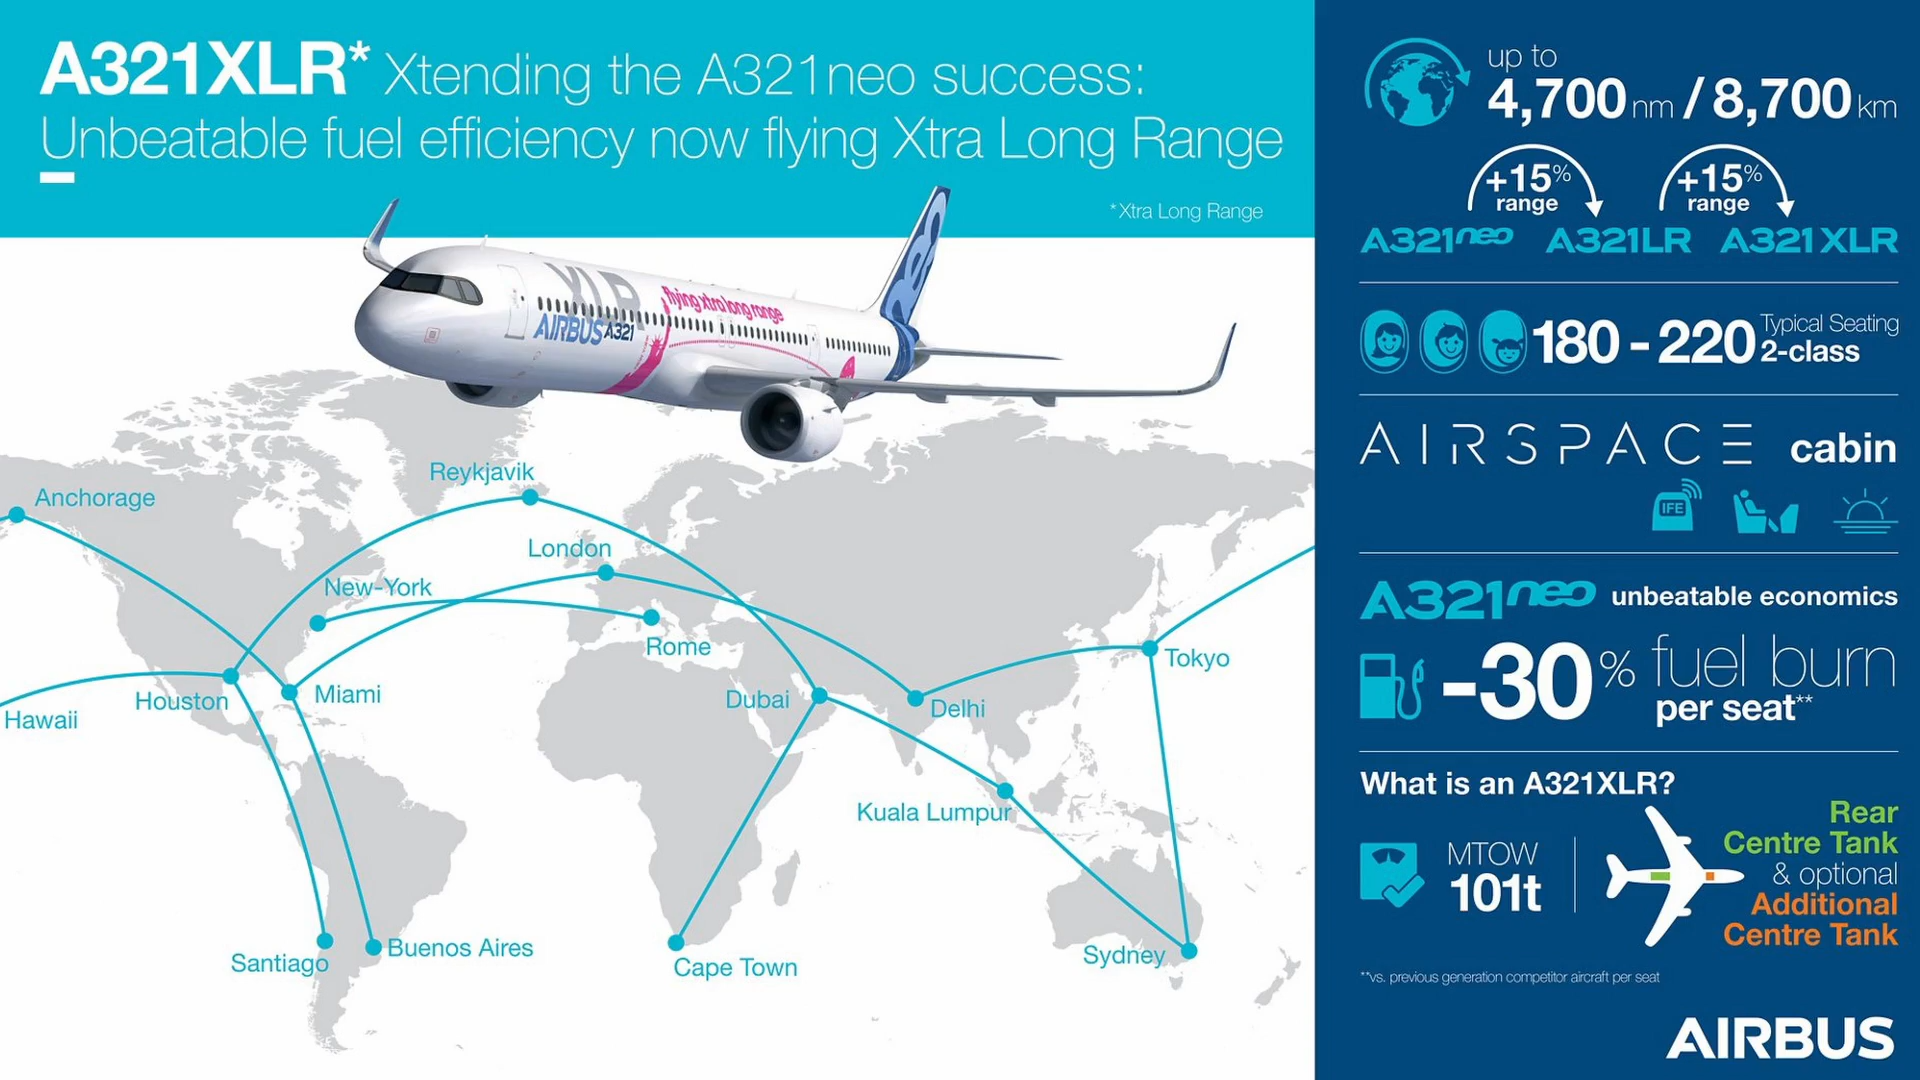 A321XLR* Xtending the A321neo success:
Unbeatable fuel efficiency now flying Xtra Long Range
*Xtra Long Range
XLR
AIRBUS A321
flying xtra long range
Anchorage
Reykjavik
London
New-York
Rome
Houston
Miami
Hawaii
Dubai
Delhi
Tokyo
Kuala Lumpur
Santiago
Buenos Aires
Cape Town
Sydney
up to
4,700 nm / 8,700 km
+15%
range
+15%
range
A321neo A321LR A321XLR
180 - 220 Typical Seating
2-class
AIRSPACE cabin
IFE
A321neo unbeatable economics
-30% fuel burn
per seat**
What is an A321XLR?
MTOW
101t
Rear
Centre Tank
& optional
Additional
Centre Tank
**vs. previous generation competitor aircraft per seat
AIRBUS